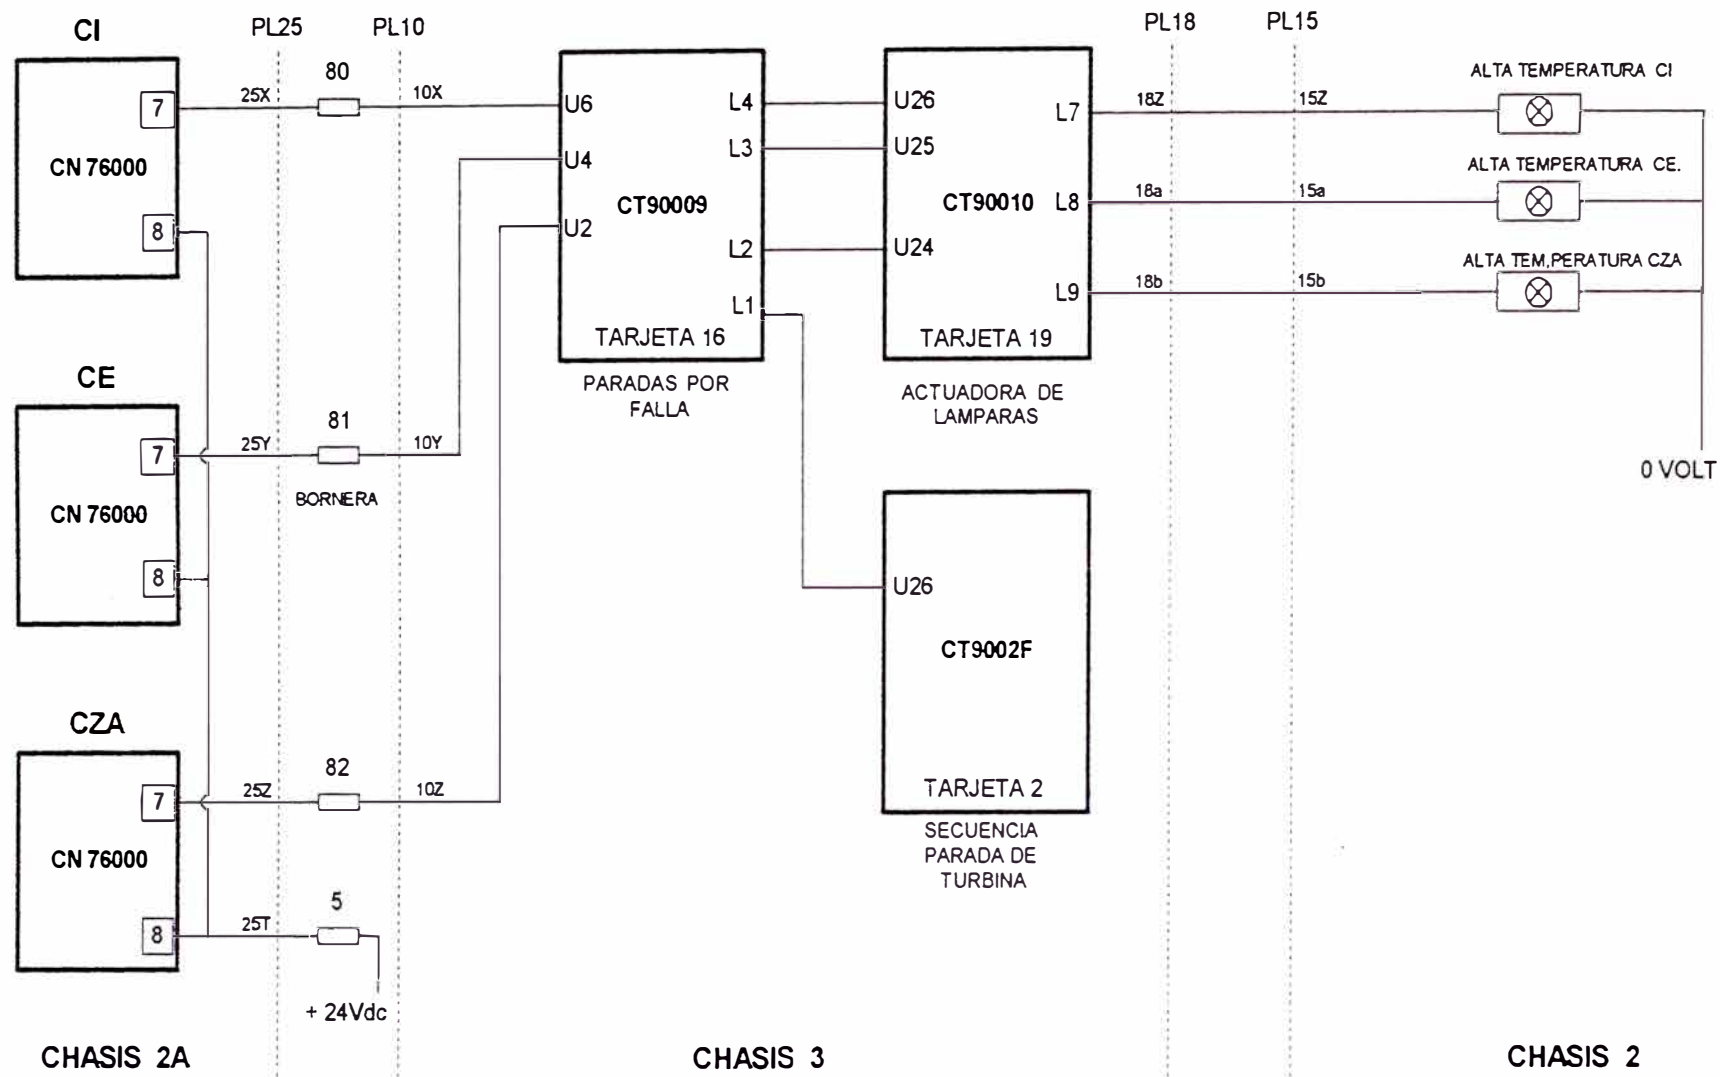 CI
PL25
PL10
PL18
PL15
7
CN 76000
8
25X
80
10X
U6
U4
U2
CT90009
L4
L3
L2
L1
TARJETA 16
PARADAS POR
FALLA
U26
U25
U24
CT90010
L7
L8
L9
TARJETA 19
ACTUADORA DE
LAMPARAS
18Z
15Z
ALTA TEMPERATURA CI
18a
15a
ALTA TEMPERATURA CE.
18b
15b
ALTA TEM,PERATURA CZA
0 VOLT
CE
7
CN 76000
8
25Y
81
10Y
BORNERA
U26
CT9002F
TARJETA 2
SECUENCIA
PARADA DE
TURBINA
CZA
7
CN 76000
8
25Z
82
10Z
25T
5
+ 24Vdc
CHASIS 2A
CHASIS 3
CHASIS 2